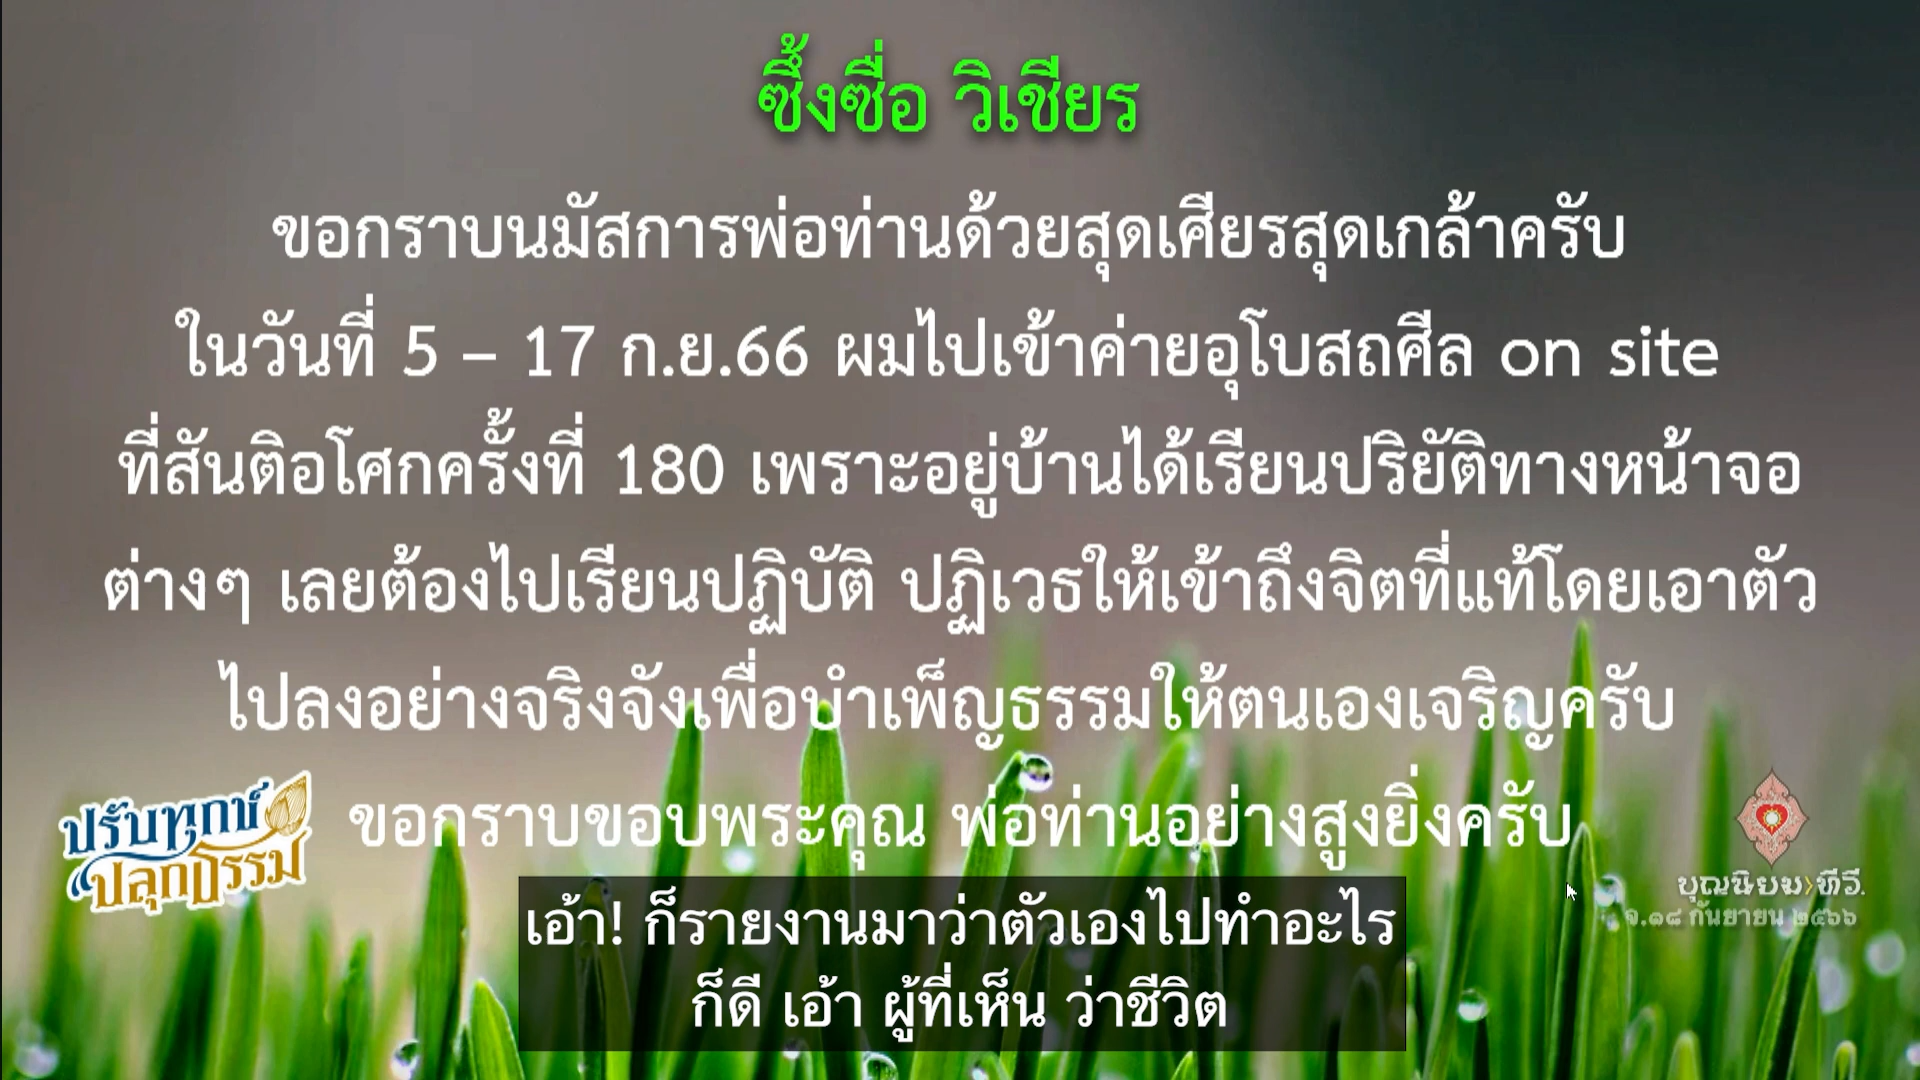 ซึ้งซื่อ วิเชียร
ขอกราบนมัสการพ่อท่านด้วยสุดเศียรสุดเกล้าครับ
ในวันที่ 5 – 17 ก.ย.66 ผมไปเข้าค่ายอุโบสถศีล on site
ที่สันติอโศกครั้งที่ 180 เพราะอยู่บ้านได้เรียนปริยัติทางหน้าจอ
ต่างๆ เลยต้องไปเรียนปฏิบัติ ปฏิเวธให้เข้าถึงจิตที่แท้โดยเอาตัว
ไปลงอย่างจริงจังเพื่อบำเพ็ญธรรมให้ตนเองเจริญครับ
ขอกราบขอบพระคุณ พ่อท่านอย่างสูงยิ่งครับ
ปรับทุกข์
ปลุกธรรม
บุญนิยม>ทีวี.
จ.๑๘ กันยายน ๒๕๖๖
เอ้า! ก็รายงานมาว่าตัวเองไปทำอะไร
ก็ดี เอ้า ผู้ที่เห็น ว่าชีวิต